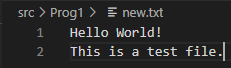 src > Prog1 > new.txt
1 Hello World!
2 This is a test file.